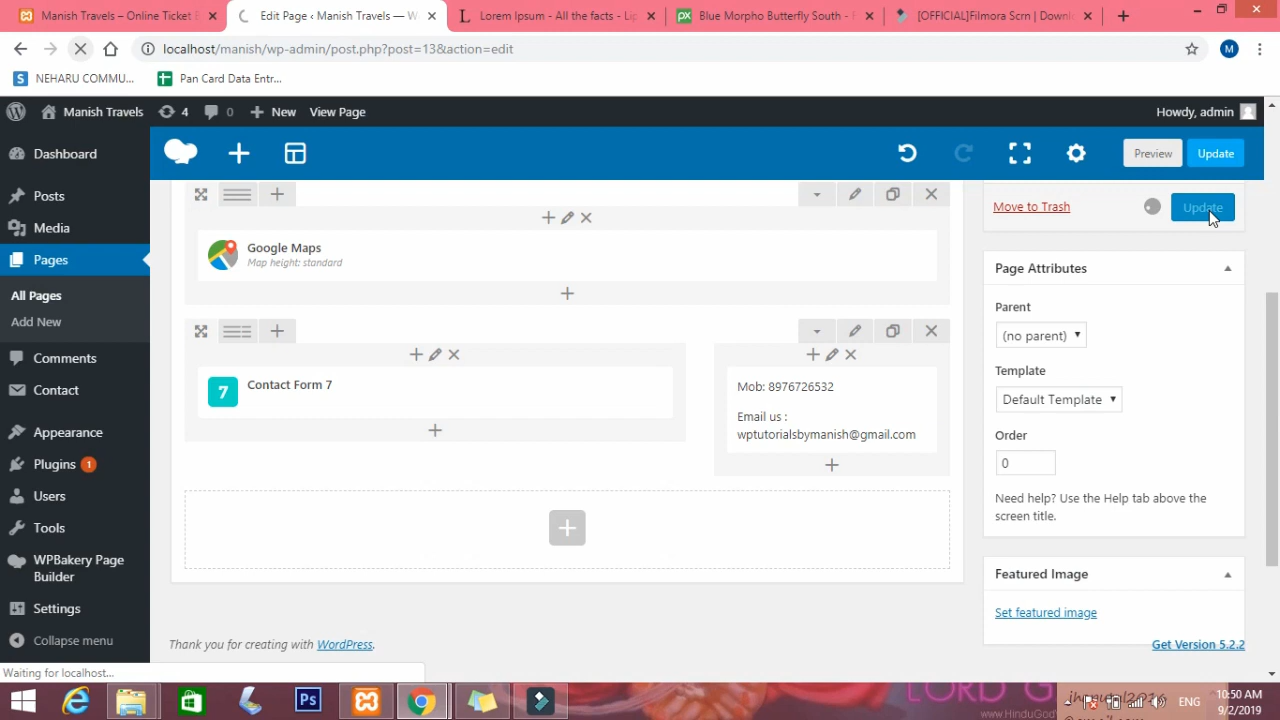 Manish Travels - Online Ticket B
Edit Page ‹ Manish Travels — W
Lorem Ipsum - All the facts - Lip
Blue Morpho Butterfly South - F
[OFFICIAL]Filmora Scrn | Downl
localhost/manish/wp-admin/post.php?post=13&action=edit
M
S NEHARU COMMU...
Pan Card Data Entr...
Manish Travels
4
0
New
View Page
Howdy, admin
Dashboard
Posts
Media
Pages
All Pages
Add New
Comments
Contact
Appearance
Plugins 1
Users
Tools
WPBakery Page
Builder
Settings
Collapse menu
Preview
Update
Google Maps
Map height: standard
7
Contact Form 7
Mob: 8976726532
Email us :
wptutorialsbymanish@gmail.com
Move to Trash
Update
Page Attributes
Parent
(no parent)
Template
Default Template
Order
0
Need help? Use the Help tab above the
screen title.
Featured Image
Set featured image
Thank you for creating with WordPress.
Get Version 5.2.2
Waiting for localhost...
Ps
LORD G
www.HinduGod
ENG
10:50 AM
9/2/2019